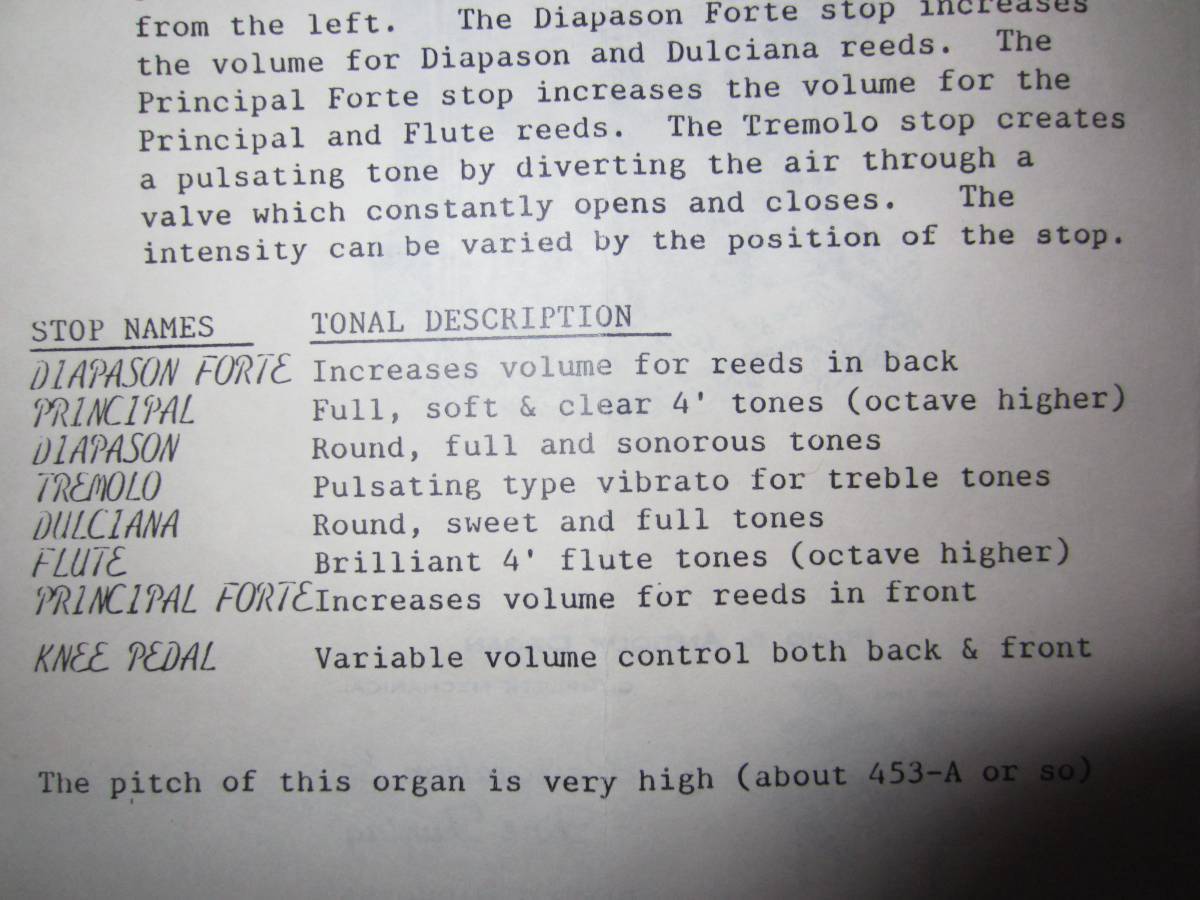 from the left. The Diapason Forte stop increases
the volume for Diapason and Dulciana reeds. The
Principal Forte stop increases the volume for the
Principal and Flute reeds. The Tremolo stop creates
a pulsating tone by diverting the air through a
valve which constantly opens and closes. The
intensity can be varied by the position of the stop.
STOP NAMES TONAL DESCRIPTION
DIAPASON FORTE Increases volume for reeds in back
PRINCIPAL Full, soft & clear 4' tones (octave higher)
DIAPASON Round, full and sonorous tones
TREMOLO Pulsating type vibrato for treble tones
DULCIANA Round, sweet and full tones
FLUTE Brilliant 4' flute tones (octave higher)
PRINCIPAL FORTE Increases volume for reeds in front
KNEE PEDAL Variable volume control both back & front
The pitch of this organ is very high (about 453-A or so)